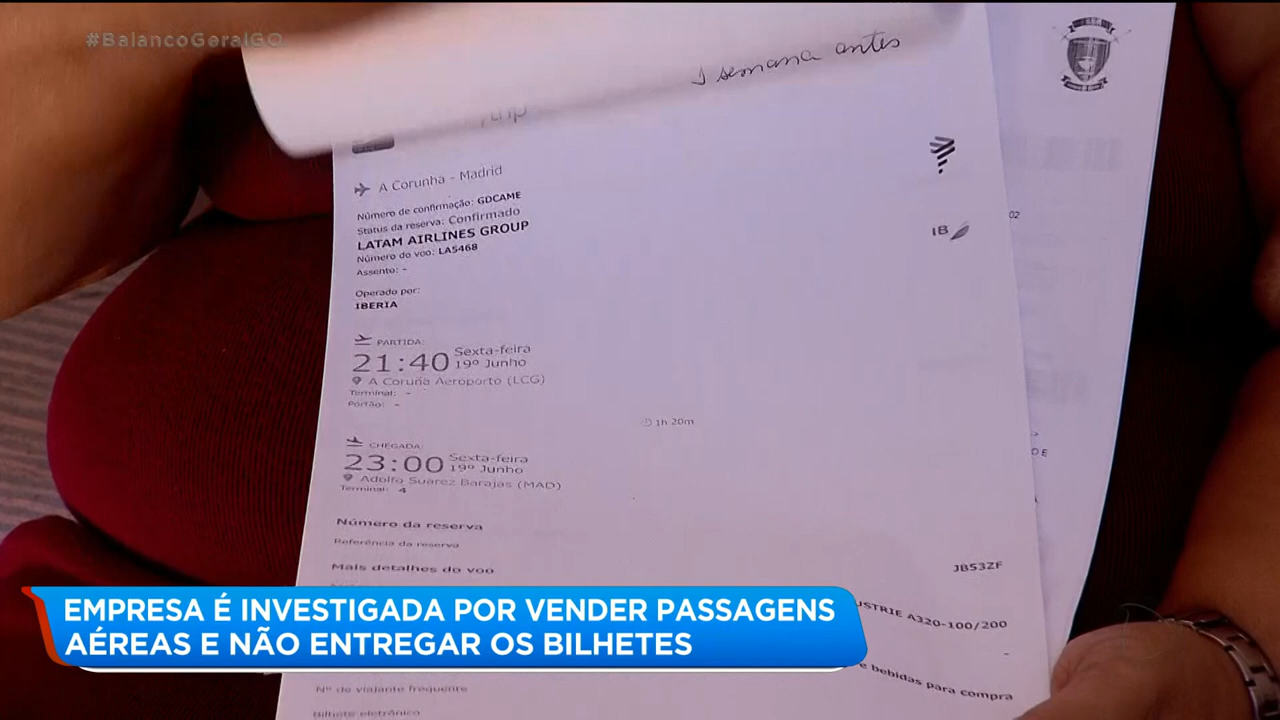 #BalancoGeralGO
1 semana antes
A Corunha - Madrid
Número de confirmação: GDCAME
Status da reserva: Confirmado
LATAM AIRLINES GROUP
Número do voo: LA5468
Assento: -
IB
Operado por:
IBERIA
PARTIDA:
21:40 Sexta-feira
19º Junho
A Coruña Aeroporto (LCG)
Terminal: -
Portão: -
1h 20m
CHEGADA:
23:00 Sexta-feira
19º Junho
Adolfo Suarez Barajas (MAD)
Terminal: 4
Número da reserva
Referência da reserva
JB53ZF
Mais detalhes do voo
USTRIE A320-100/200
-
e bebidas para compra
Nº de viajante frequente
Bilhete eletrônico
02
O E
EMPRESA É INVESTIGADA POR VENDER PASSAGENS
AÉREAS E NÃO ENTREGAR OS BILHETES